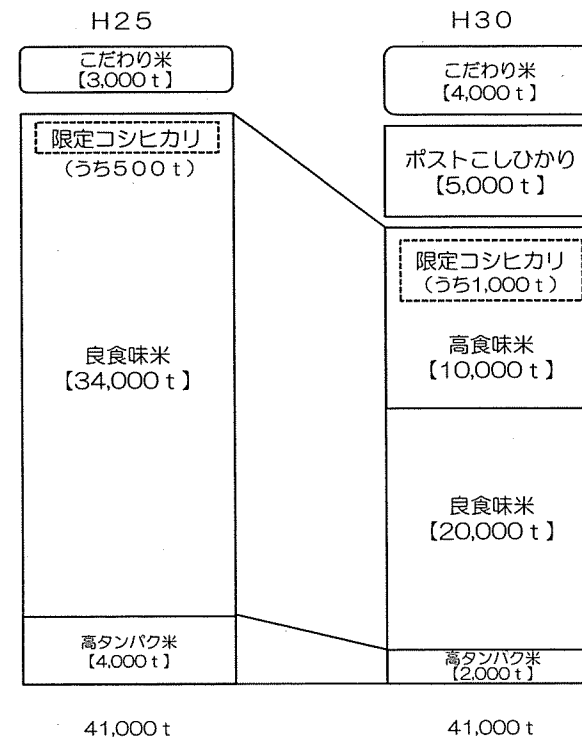 H25
こだわり米
【3,000ｔ】
限定コシヒカリ
（うち500ｔ）
良食味米
【34,000ｔ】
高タンパク米
【4,000ｔ】
41,000ｔ
H30
こだわり米
【4,000ｔ】
ポストこしひかり
【5,000ｔ】
限定コシヒカリ
（うち1,000ｔ）
高食味米
【10,000ｔ】
良食味米
【20,000ｔ】
高タンパク米
【2,000ｔ】
41,000ｔ